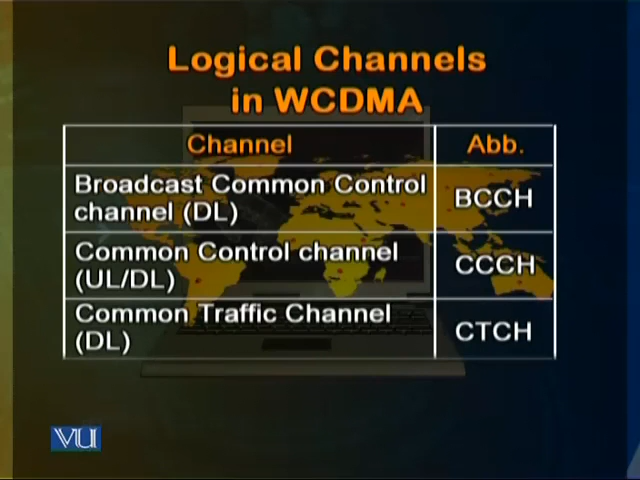 Logical Channels
in WCDMA
Channel Abb.
Broadcast Common Control
channel (DL) BCCH
Common Control channel
(UL/DL) CCCH
Common Traffic Channel
(DL) CTCH
VU